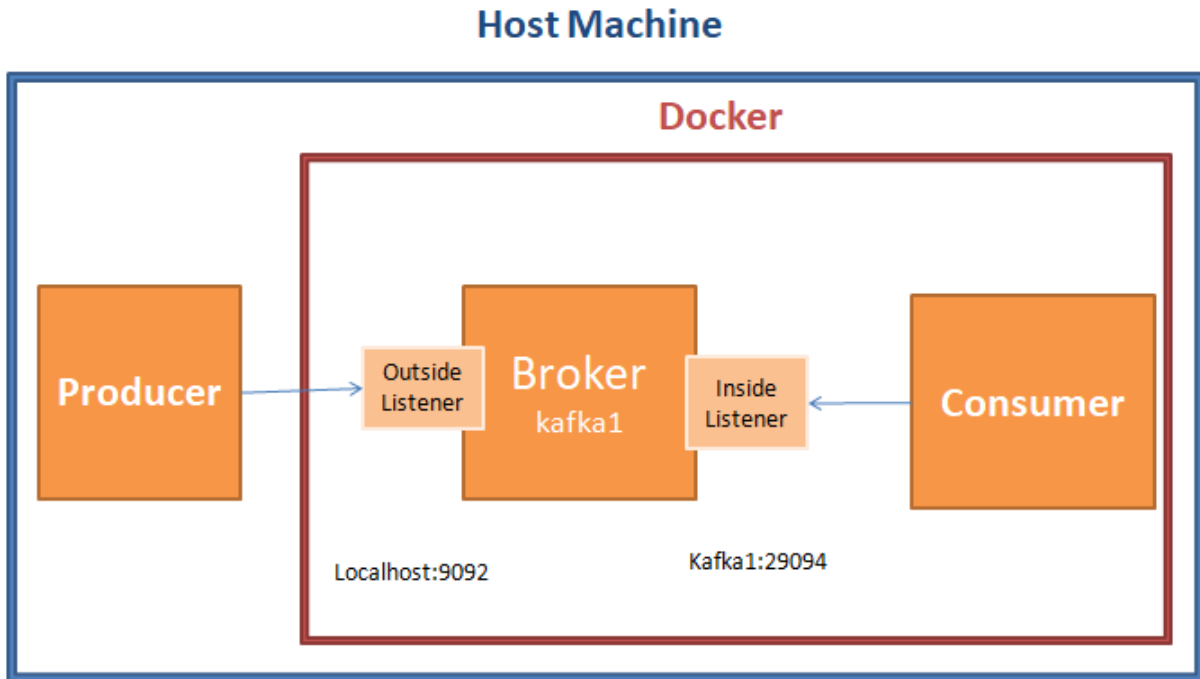 Host Machine
Docker
Producer
Outside
Listener
Broker
kafka1
Inside
Listener
Consumer
Localhost:9092
Kafka1:29094